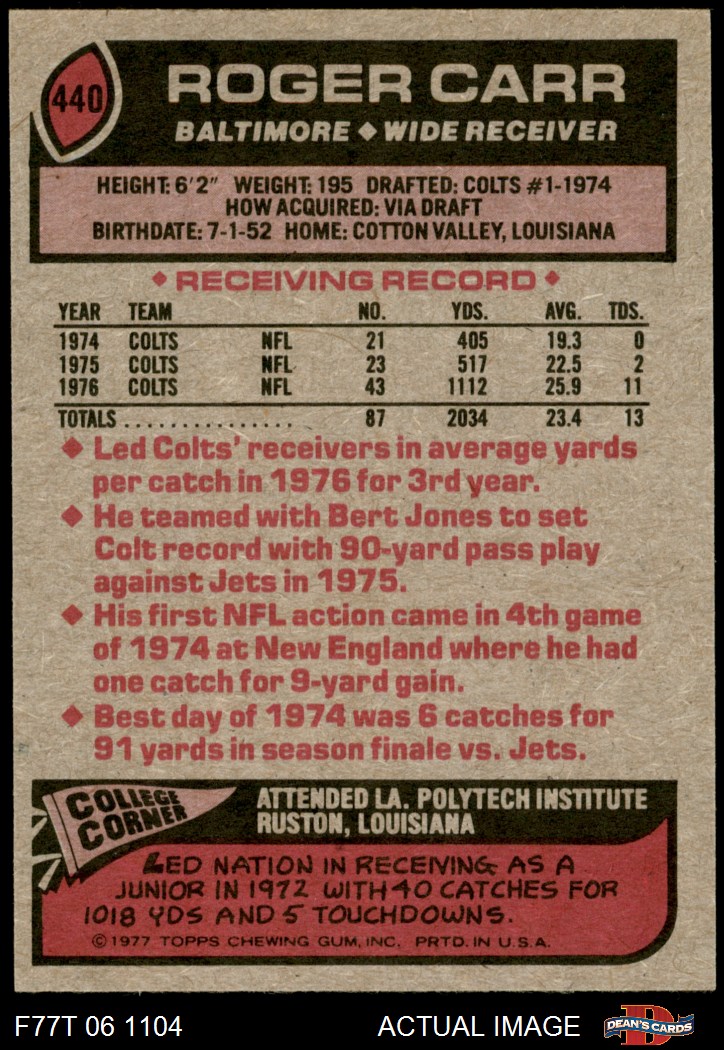 440
ROGER CARR
BALTIMORE ◆ WIDE RECEIVER
HEIGHT: 6'2" WEIGHT: 195 DRAFTED: COLTS #1-1974
HOW ACQUIRED: VIA DRAFT
BIRTHDATE: 7-1-52 HOME: COTTON VALLEY, LOUISIANA
◆ RECEIVING RECORD ◆
YEAR TEAM NO. YDS. AVG. TDS.
1974 COLTS NFL 21 405 19.3 0
1975 COLTS NFL 23 517 22.5 2
1976 COLTS NFL 43 1112 25.9 11
TOTALS ................ 87 2034 23.4 13
◆ Led Colts' receivers in average yards
per catch in 1976 for 3rd year.
◆ He teamed with Bert Jones to set
Colt record with 90-yard pass play
against Jets in 1975.
◆ His first NFL action came in 4th game
of 1974 at New England where he had
one catch for 9-yard gain.
◆ Best day of 1974 was 6 catches for
91 yards in season finale vs. Jets.
COLLEGE
CORNER
ATTENDED LA. POLYTECH INSTITUTE
RUSTON, LOUISIANA
LED NATION IN RECEIVING AS A
JUNIOR IN 1972 WITH 40 CATCHES FOR
1018 YDS AND 5 TOUCHDOWNS.
© 1977 TOPPS CHEWING GUM, INC. PRTD. IN U.S.A.
F77T 06 1104 ACTUAL IMAGE
D
DEAN'S CARDS